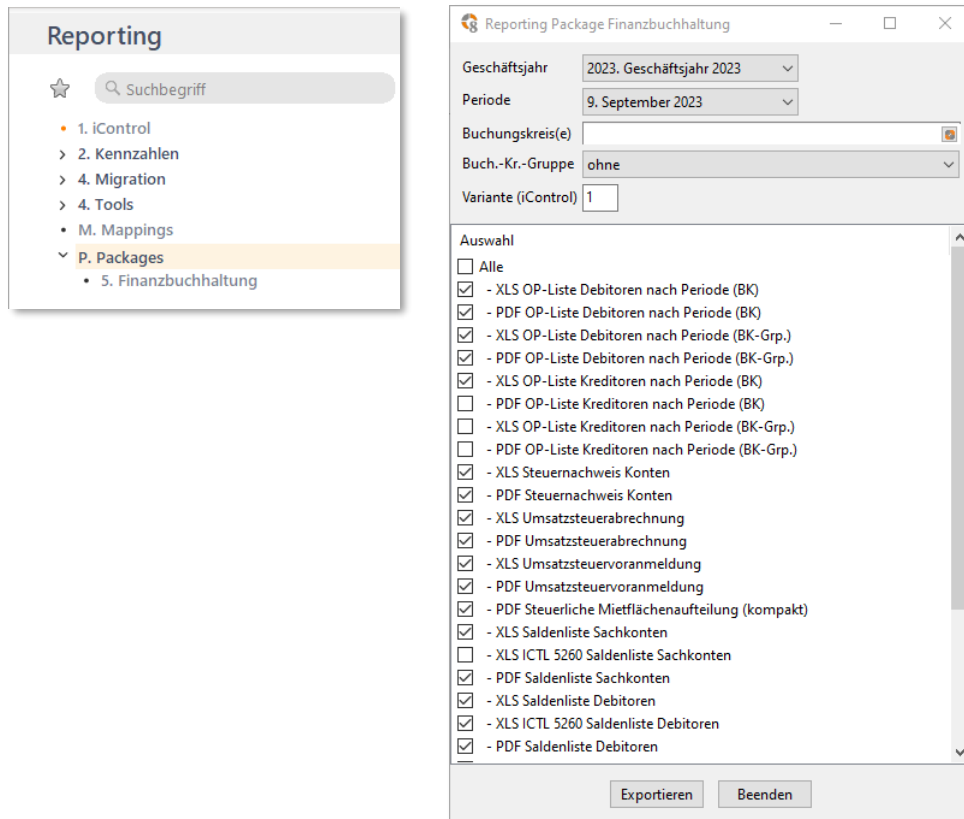 Reporting
Suchbegriff
1. iControl
2. Kennzahlen
4. Migration
4. Tools
M. Mappings
P. Packages
5. Finanzbuchhaltung
Reporting Package Finanzbuchhaltung
Geschäftsjahr 2023. Geschäftsjahr 2023
Periode 9. September 2023
Buchungskreis(e)
Buch.-Kr.-Gruppe ohne
Variante (iControl) 1
Auswahl
Alle
- XLS OP-Liste Debitoren nach Periode (BK)
- PDF OP-Liste Debitoren nach Periode (BK)
- XLS OP-Liste Debitoren nach Periode (BK-Grp.)
- PDF OP-Liste Debitoren nach Periode (BK-Grp.)
- XLS OP-Liste Kreditoren nach Periode (BK)
- PDF OP-Liste Kreditoren nach Periode (BK)
- XLS OP-Liste Kreditoren nach Periode (BK-Grp.)
- PDF OP-Liste Kreditoren nach Periode (BK-Grp.)
- XLS Steuernachweis Konten
- PDF Steuernachweis Konten
- XLS Umsatzsteuerabrechnung
- PDF Umsatzsteuerabrechnung
- XLS Umsatzsteuervoranmeldung
- PDF Umsatzsteuervoranmeldung
- PDF Steuerliche Mietflächenaufteilung (kompakt)
- XLS Saldenliste Sachkonten
- XLS ICTL 5260 Saldenliste Sachkonten
- PDF Saldenliste Sachkonten
- XLS Saldenliste Debitoren
- XLS ICTL 5260 Saldenliste Debitoren
- PDF Saldenliste Debitoren
Exportieren Beenden